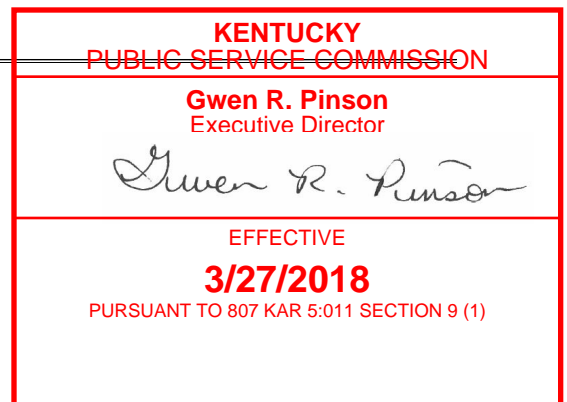 KENTUCKY
PUBLIC SERVICE COMMISSION
Gwen R. Pinson
Executive Director
Gwen R. Pinson
EFFECTIVE
3/27/2018
PURSUANT TO 807 KAR 5:011 SECTION 9 (1)